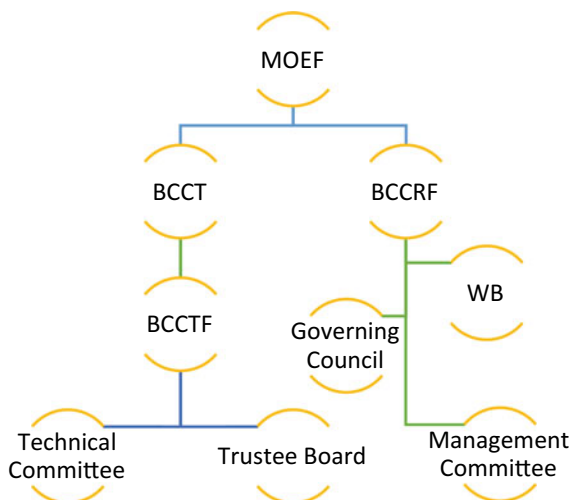 MOEF
BCCT
BCCRF
WB
BCCTF
Governing
Council
Technical
Committee
Trustee Board
Management
Committee